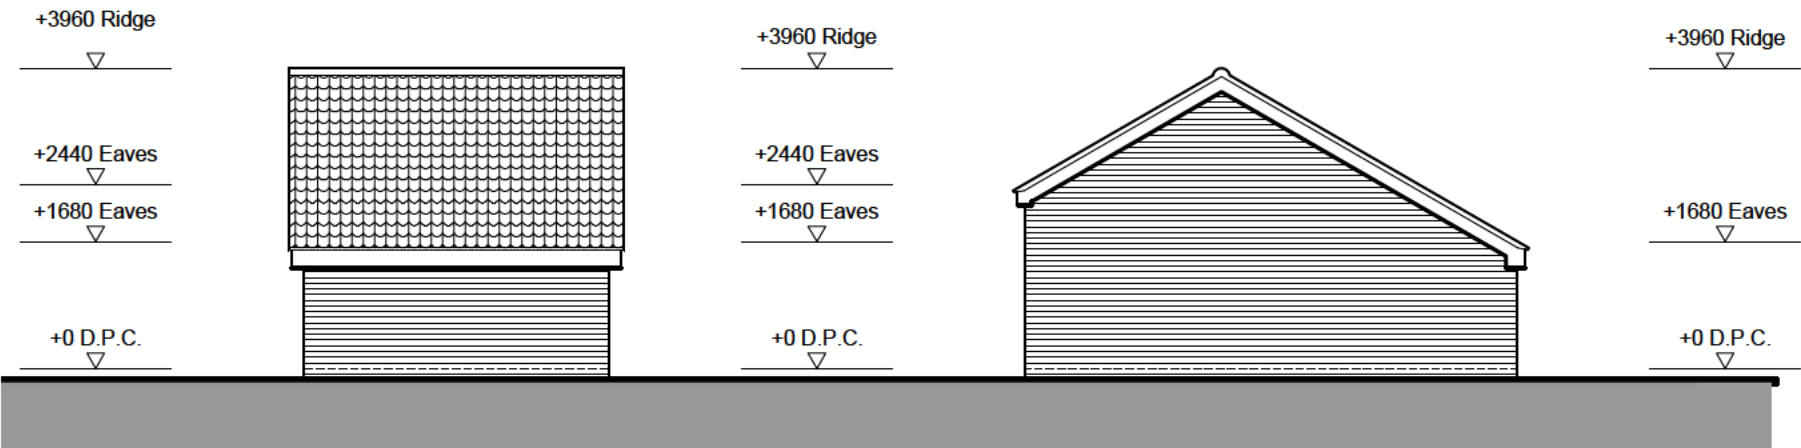 +3960 Ridge
+2440 Eaves
+1680 Eaves
+0 D.P.C.
+3960 Ridge
+2440 Eaves
+1680 Eaves
+0 D.P.C.
+3960 Ridge
+1680 Eaves
+0 D.P.C.